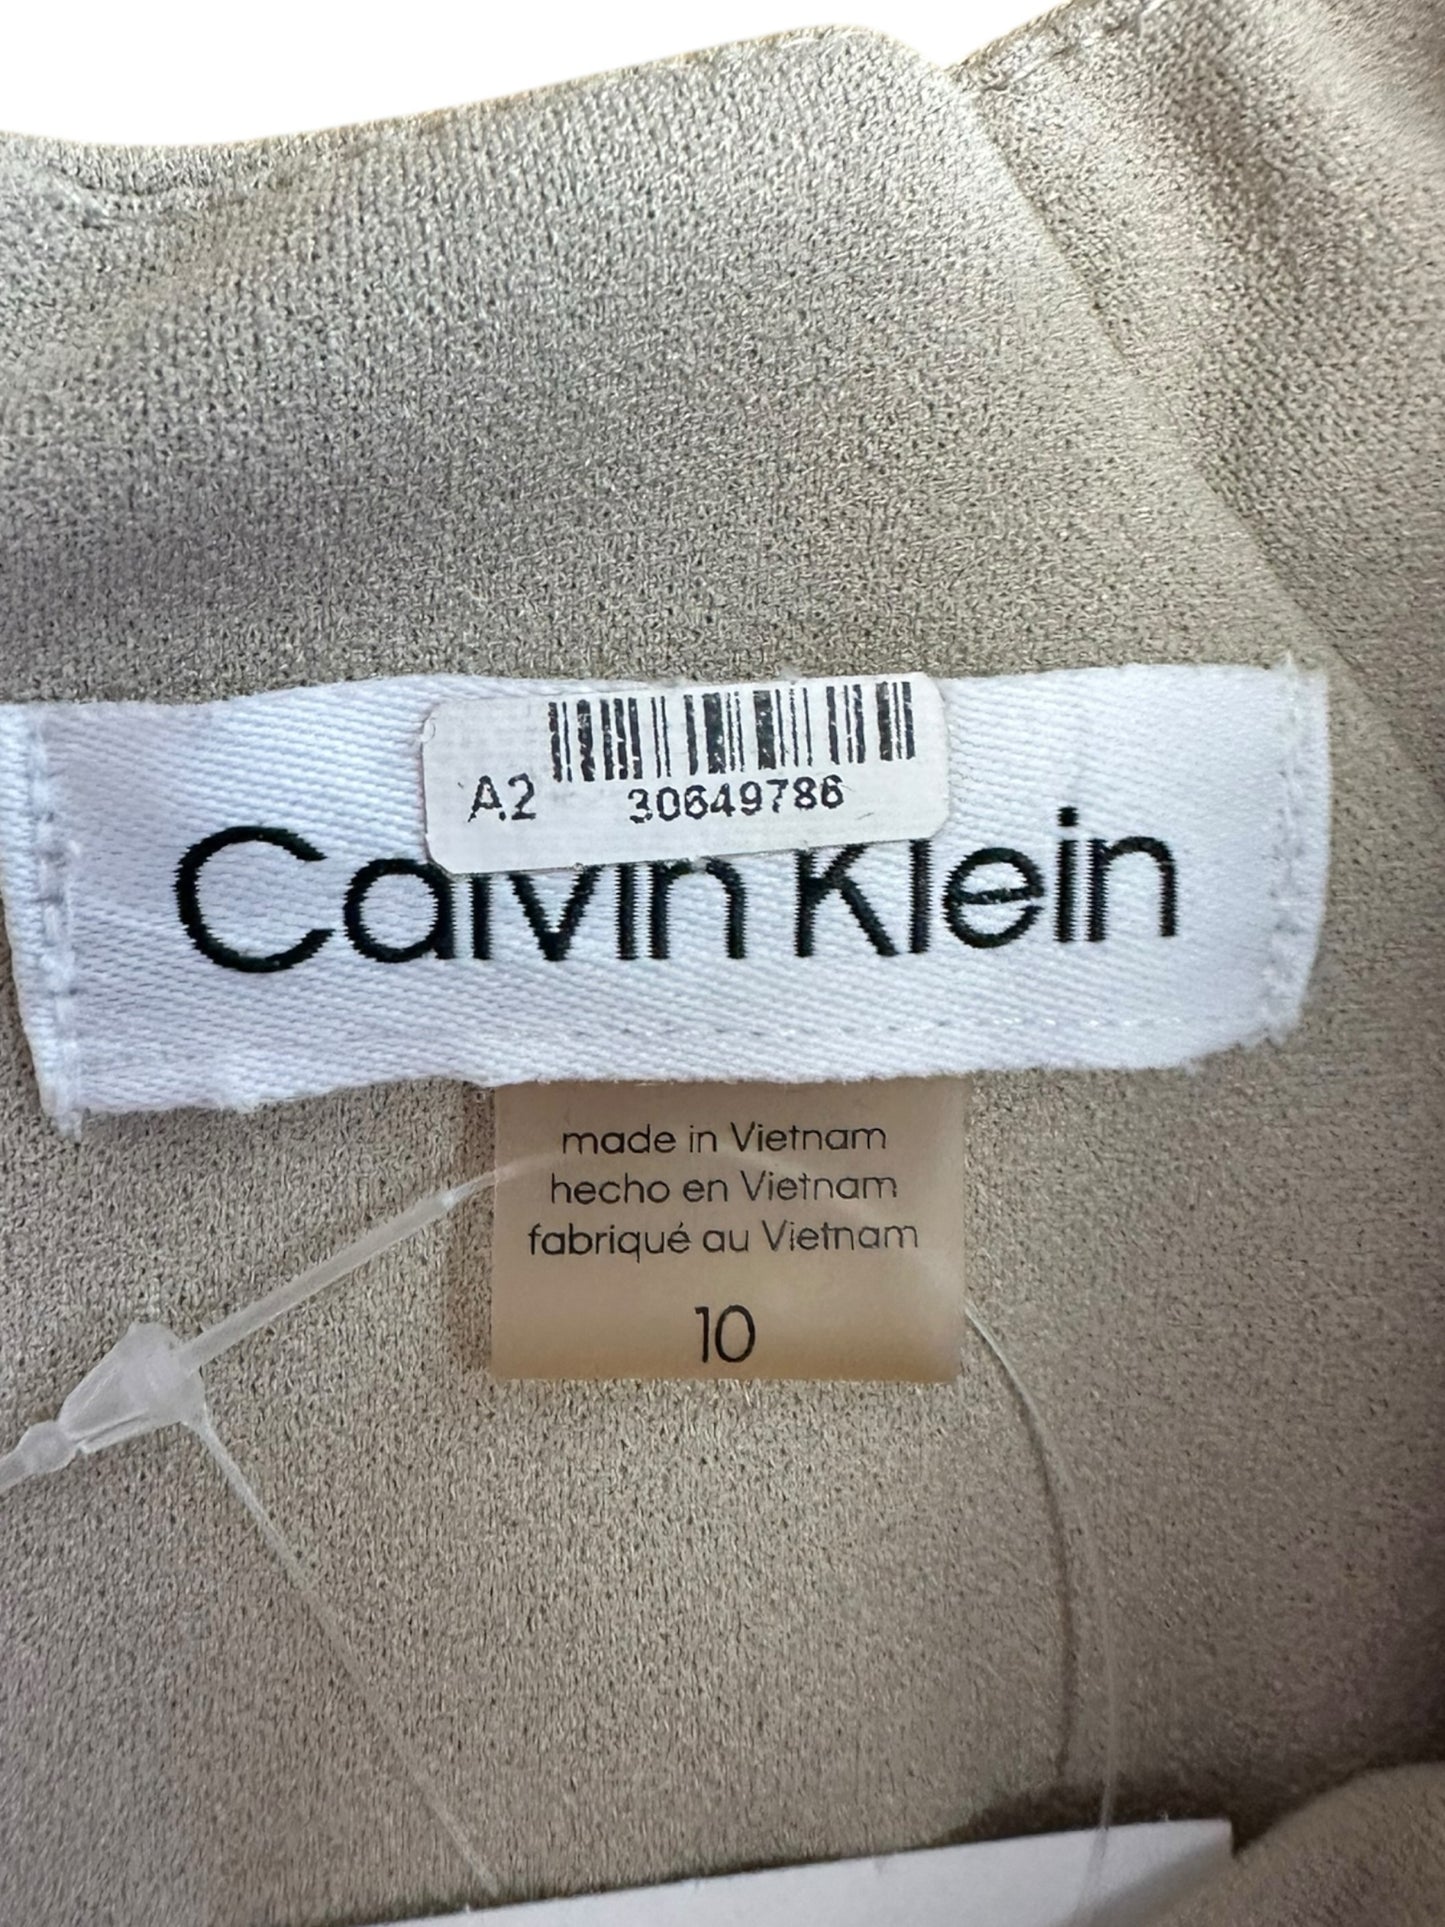 A2 30649786
Calvin Klein
made in Vietnam
hecho en Vietnam
fabriqué au Vietnam
10